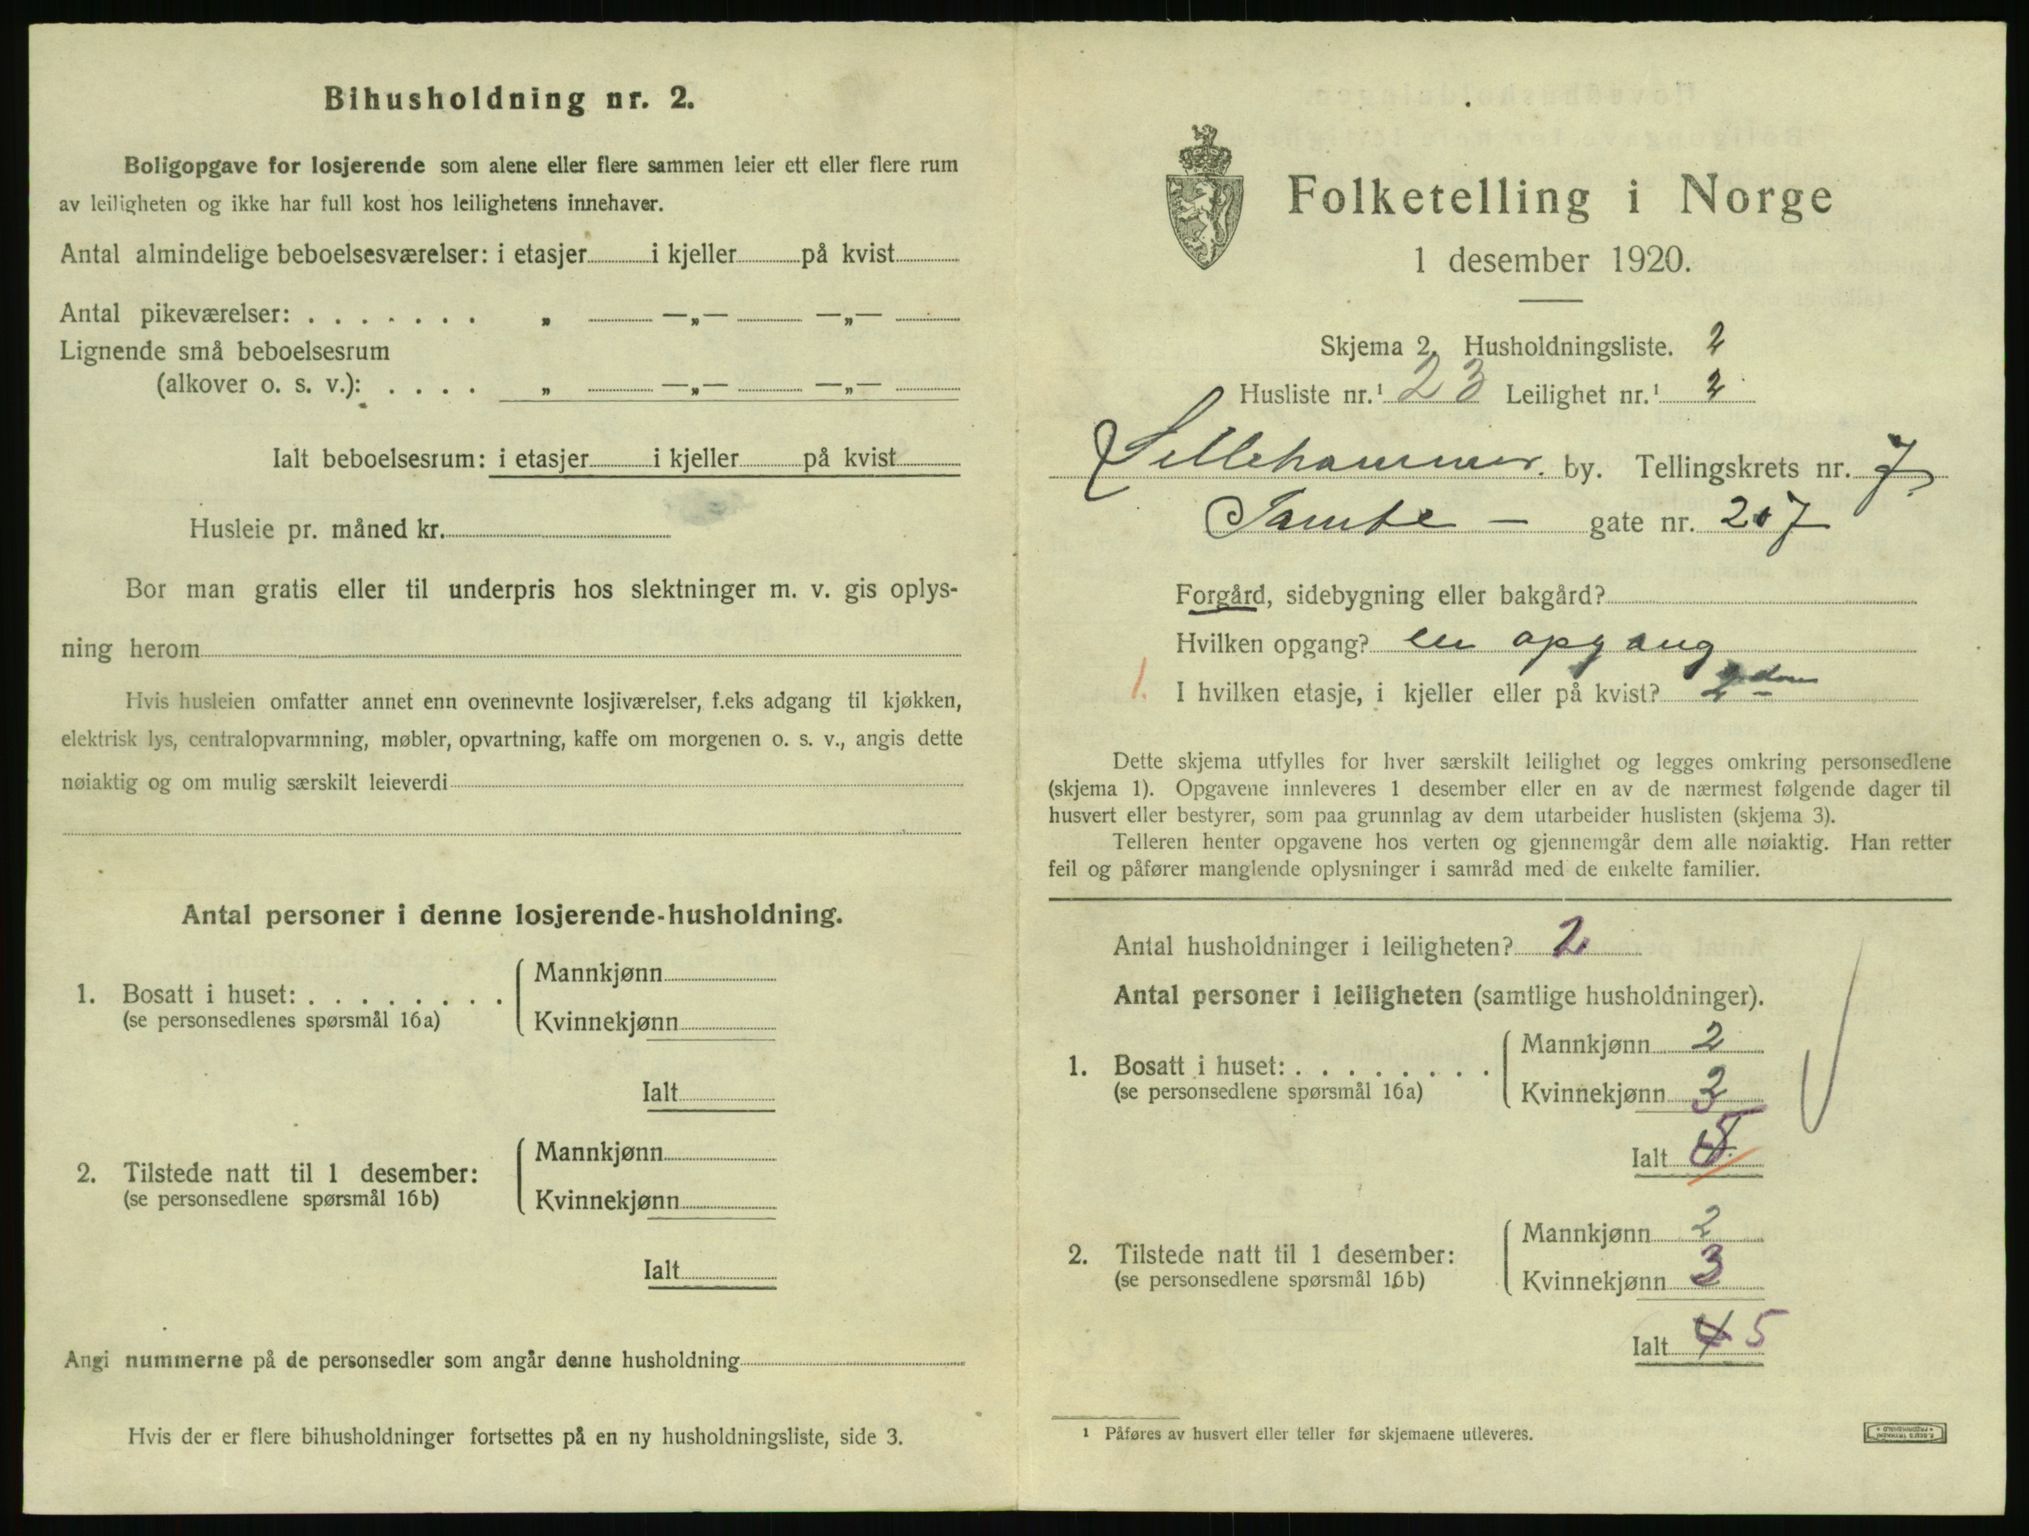 Bihusholdning nr. 2.
Boligopgave for losjerende som alene eller flere sammen leier ett eller flere rum
av leiligheten og ikke har full kost hos leilighetens innehaver.
Antal almindelige beboelsesværelser: i etasjer i kjeller på kvist
Antal pikeværelser: . . . . . . . „ —„— —„—
Lignende små beboelsesrum
(alkover o. s. v.): . . . . „ —„— —„—
Ialt beboelsesrum: i etasjer i kjeller på kvist
Husleie pr. måned kr.
Bor man gratis eller til underpris hos slektninger m. v. gis oplys-
ning herom
Hvis husleien omfatter annet enn ovennevnte losjiværelser, f.eks adgang til kjøkken,
elektrisk lys, centralopvarmning, møbler, opvartning, kaffe om morgenen o. s. v., angis dette
nøiaktig og om mulig særskilt leieverdi
Antal personer i denne losjerende-husholdning.
1. Bosatt i huset: . . . . . . . .
(se personsedlenes spørsmål 16a)
Mannkjønn
Kvinnekjønn
Ialt
2. Tilstede natt til 1 desember:
(se personsedlene spørsmål 16b)
Mannkjønn
Kvinnekjønn
Ialt
Angi nummerne på de personsedler som angår denne husholdning
Hvis der er flere bihusholdninger fortsettes på en ny husholdningsliste, side 3.
Folketelling i Norge
1 desember 1920.
Skjema 2. Husholdningsliste. 2
Husliste nr.¹ 23 Leilighet nr.¹ 2
Lillehammer by. Tellingskrets nr. 7
gate nr. 207
Forgård, sidebygning eller bakgård?
Hvilken opgang? en opgang
1. I hvilken etasje, i kjeller eller på kvist? 2
Dette skjema utfylles for hver særskilt leilighet og legges omkring personsedlene
(skjema 1). Opgavene innleveres 1 desember eller en av de nærmest følgende dager til
husvert eller bestyrer, som paa grunnlag av dem utarbeider huslisten (skjema 3).
Telleren henter opgavene hos verten og gjennemgår dem alle nøiaktig. Han retter
feil og påfører manglende oplysninger i samråd med de enkelte familier.
Antal husholdninger i leiligheten? 2
Antal personer i leiligheten (samtlige husholdninger).
1. Bosatt i huset: . . . . . . . .
(se personsedlene spørsmål 16a)
Mannkjønn 2
Kvinnekjønn 3
Ialt 5
2. Tilstede natt til 1 desember:
(se personsedlene spørsmål 16b)
Mannkjønn 2
Kvinnekjønn 3
Ialt 4 5
¹ Påføres av husvert eller teller før skjemaene utleveres.